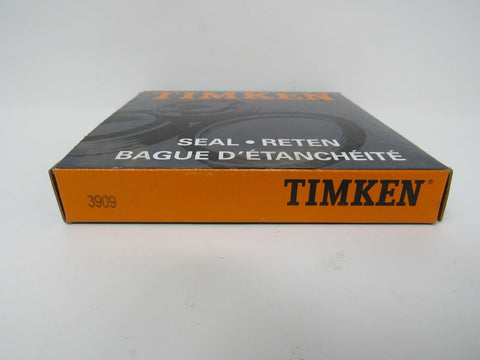 TIMKEN
SEAL • RETEN
BAGUE D'ÉTANCHÉITÉ
3909 TIMKEN®